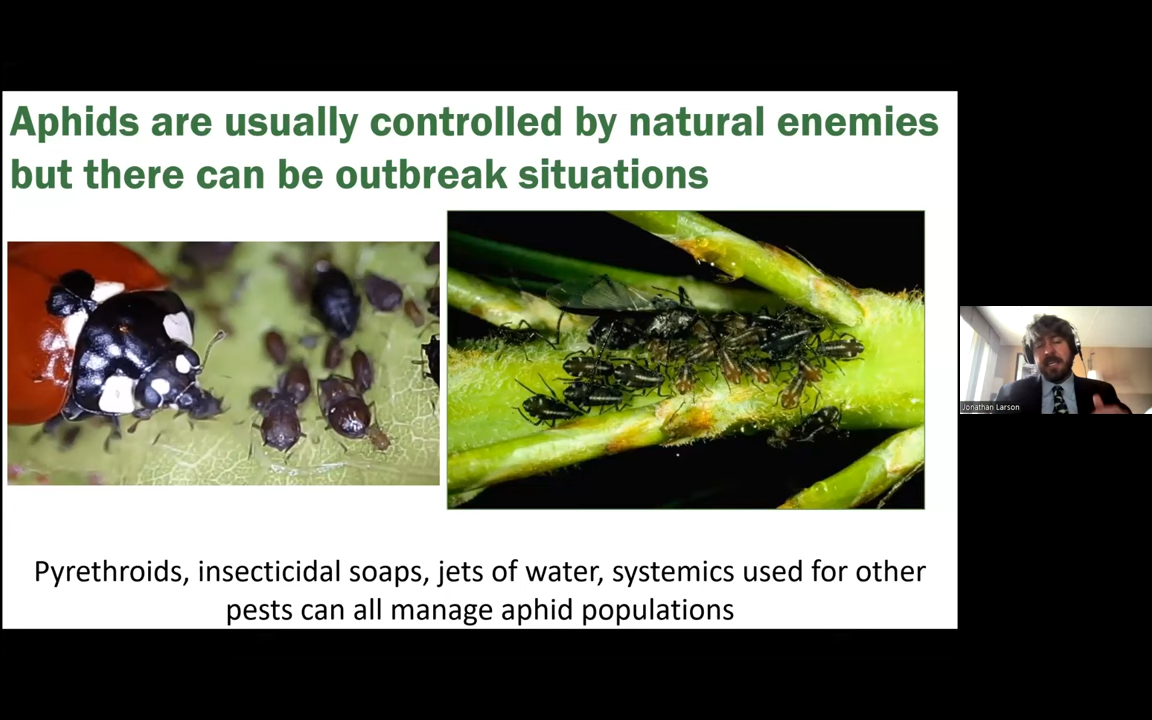 Aphids are usually controlled by natural enemies
but there can be outbreak situations
Jonathan Larson
Pyrethroids, insecticidal soaps, jets of water, systemics used for other
pests can all manage aphid populations